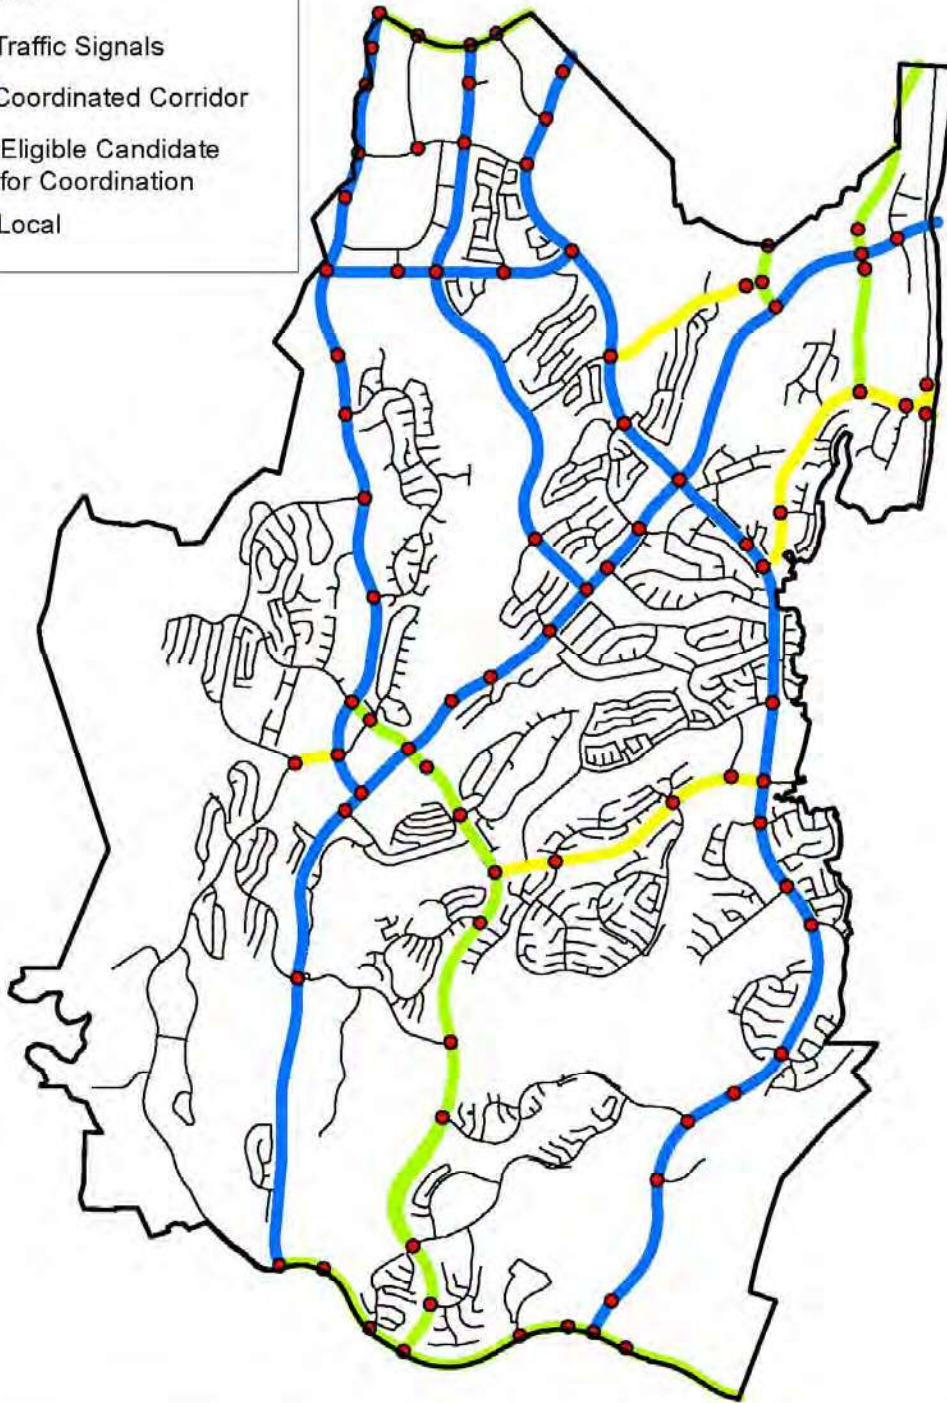 Traffic Signals
Coordinated Corridor
Eligible Candidate
for Coordination
Local